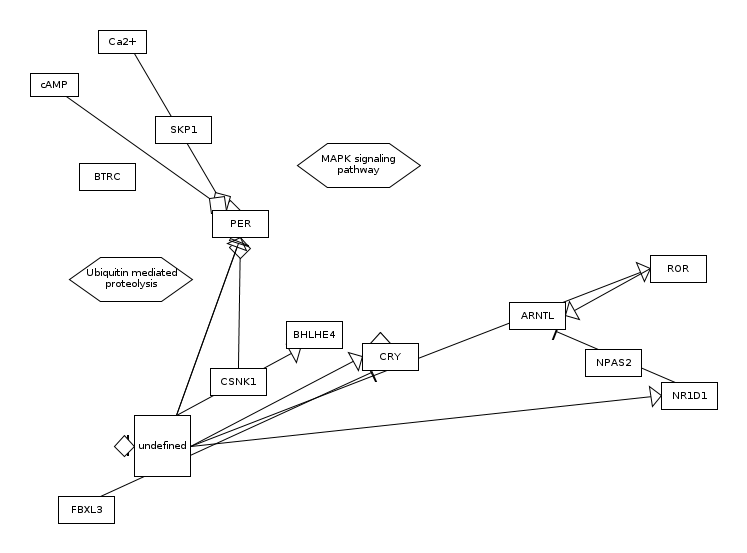 Ca2+
cAMP
SKP1
MAPK signaling
pathway
BTRC
PER
ROR
Ubiquitin mediated
proteolysis
ARNTL
BHLHE4
CRY
NPAS2
CSNK1
NR1D1
undefined
FBXL3